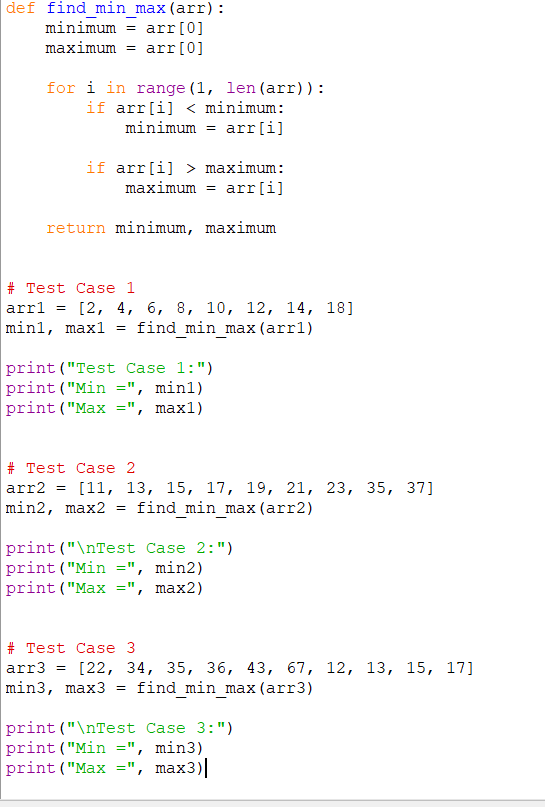 def find_min_max(arr):
    minimum = arr[0]
    maximum = arr[0]

    for i in range(1, len(arr)):
        if arr[i] < minimum:
            minimum = arr[i]

        if arr[i] > maximum:
            maximum = arr[i]

    return minimum, maximum


# Test Case 1
arr1 = [2, 4, 6, 8, 10, 12, 14, 18]
min1, max1 = find_min_max(arr1)

print("Test Case 1:")
print("Min =", min1)
print("Max =", max1)


# Test Case 2
arr2 = [11, 13, 15, 17, 19, 21, 23, 35, 37]
min2, max2 = find_min_max(arr2)

print("\nTest Case 2:")
print("Min =", min2)
print("Max =", max2)


# Test Case 3
arr3 = [22, 34, 35, 36, 43, 67, 12, 13, 15, 17]
min3, max3 = find_min_max(arr3)

print("\nTest Case 3:")
print("Min =", min3)
print("Max =", max3)